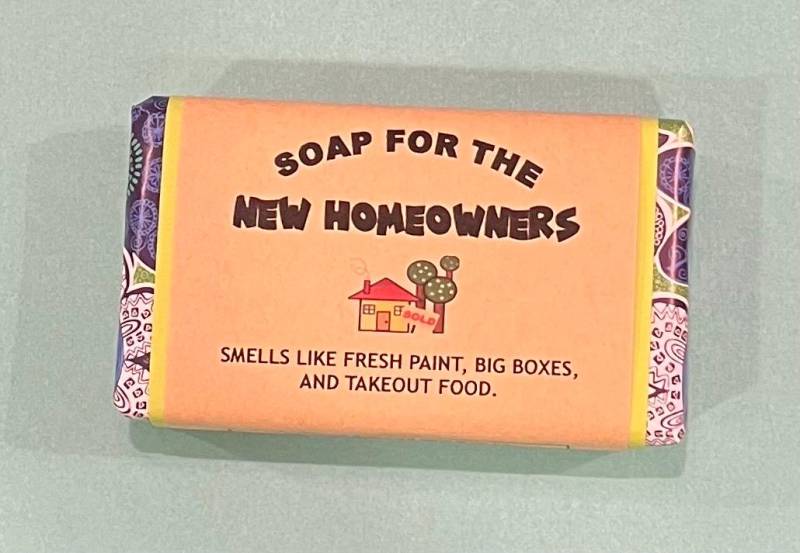 SOAP FOR THE
NEW HOMEOWNERS
SOLD
SMELLS LIKE FRESH PAINT, BIG BOXES,
AND TAKEOUT FOOD.